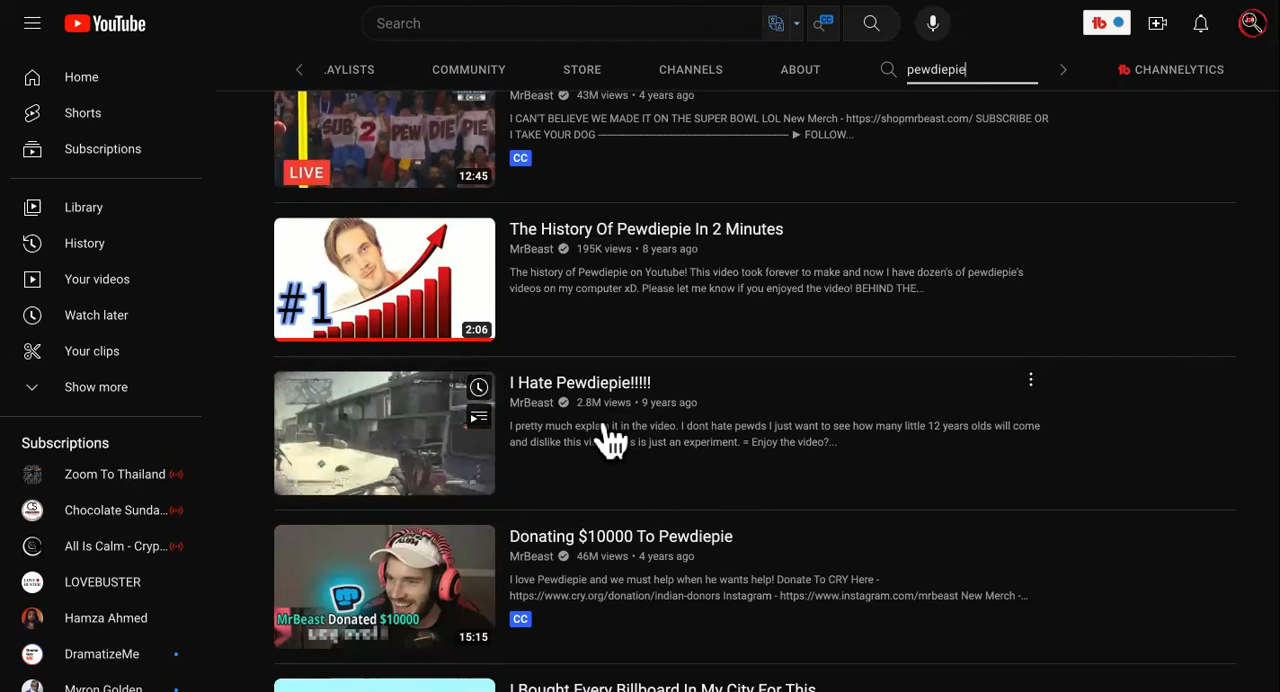 YouTube
Search
.AYLISTS COMMUNITY STORE CHANNELS ABOUT pewdiepie CHANNELYTICS
Home
Shorts
Subscriptions
Library
History
Your videos
Watch later
Your clips
Show more
Subscriptions
Zoom To Thailand
Chocolate Sunda...
All Is Calm - Cryp...
LOVEBUSTER
Hamza Ahmed
DramatizeMe
Myron Golden
SUB 2 PEW DIE PIE
LIVE
12:45
MrBeast 43M views • 4 years ago
I CAN'T BELIEVE WE MADE IT ON THE SUPER BOWL LOL New Merch - https://shopmrbeast.com/ SUBSCRIBE OR
I TAKE YOUR DOG ----------------------------------------------- ► FOLLOW...
CC
#1
2:06
The History Of Pewdiepie In 2 Minutes
MrBeast 195K views • 8 years ago
The history of Pewdiepie on Youtube! This video took forever to make and now I have dozen's of pewdiepie's
videos on my computer xD. Please let me know if you enjoyed the video! BEHIND THE...
I Hate Pewdiepie!!!!!
MrBeast 2.8M views • 9 years ago
I pretty much explain it in the video. I dont hate pewds I just want to see how many little 12 years olds will come
and dislike this s is just an experiment. = Enjoy the video?...
MrBeast Donated $10000
15:15
Donating $10000 To Pewdiepie
MrBeast 46M views • 4 years ago
I love Pewdiepie and we must help when he wants help! Donate To CRY Here -
https://www.cry.org/donation/indian-donors Instagram - https://www.instagram.com/mrbeast New Merch -...
CC
I Bought Every Billboard In My City For This